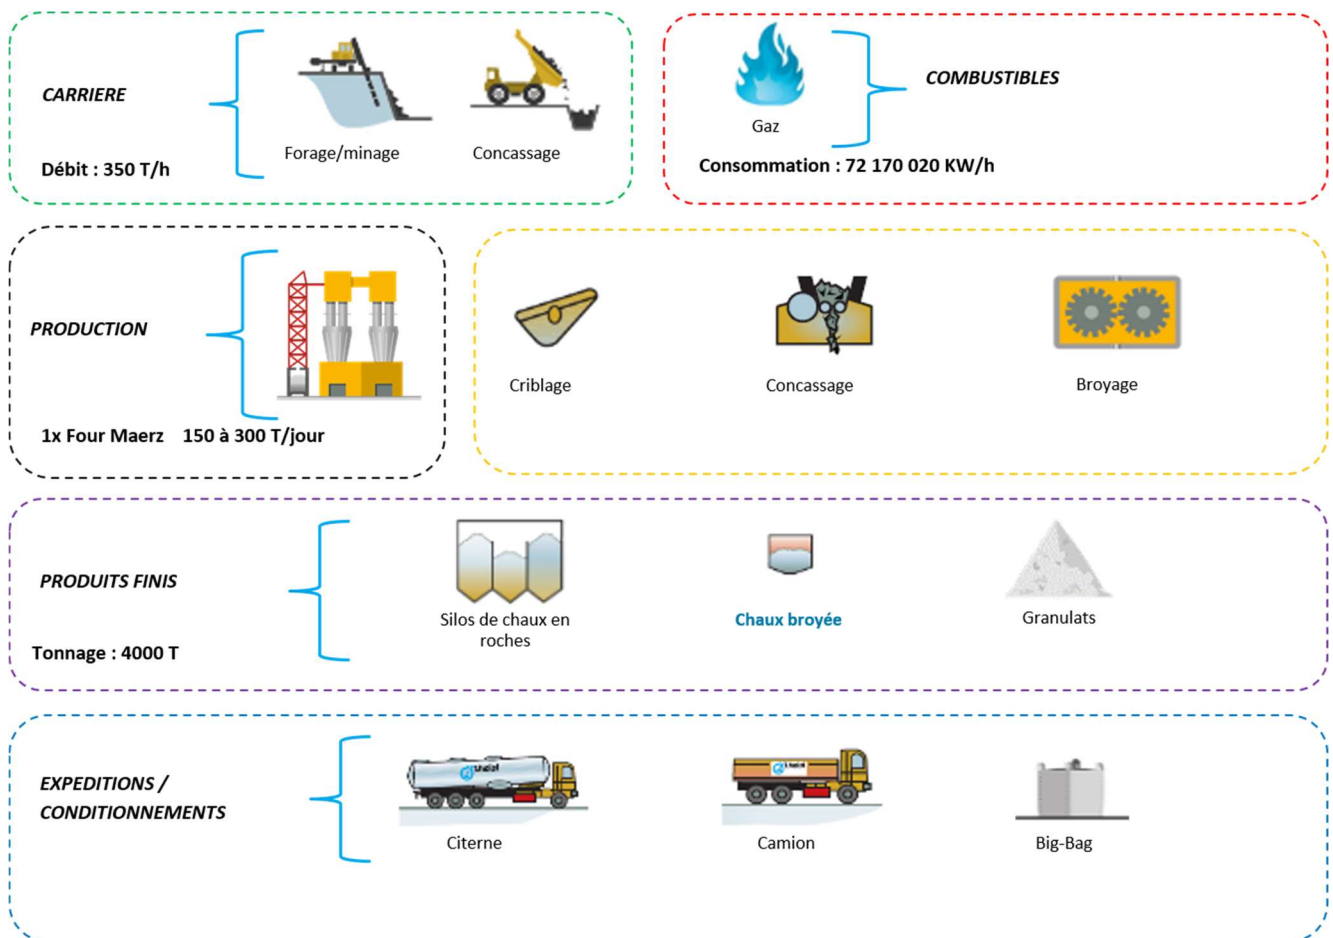 CARRIERE
Forage/minage
Concassage
Débit : 350 T/h
COMBUSTIBLES
Gaz
Consommation : 72 170 020 KW/h
PRODUCTION
1x Four Maerz 150 à 300 T/jour
Criblage
Concassage
Broyage
PRODUITS FINIS
Silos de chaux en
roches
Chaux broyée
Granulats
Tonnage : 4000 T
EXPEDITIONS /
CONDITIONNEMENTS
Citerne
Camion
Big-Bag